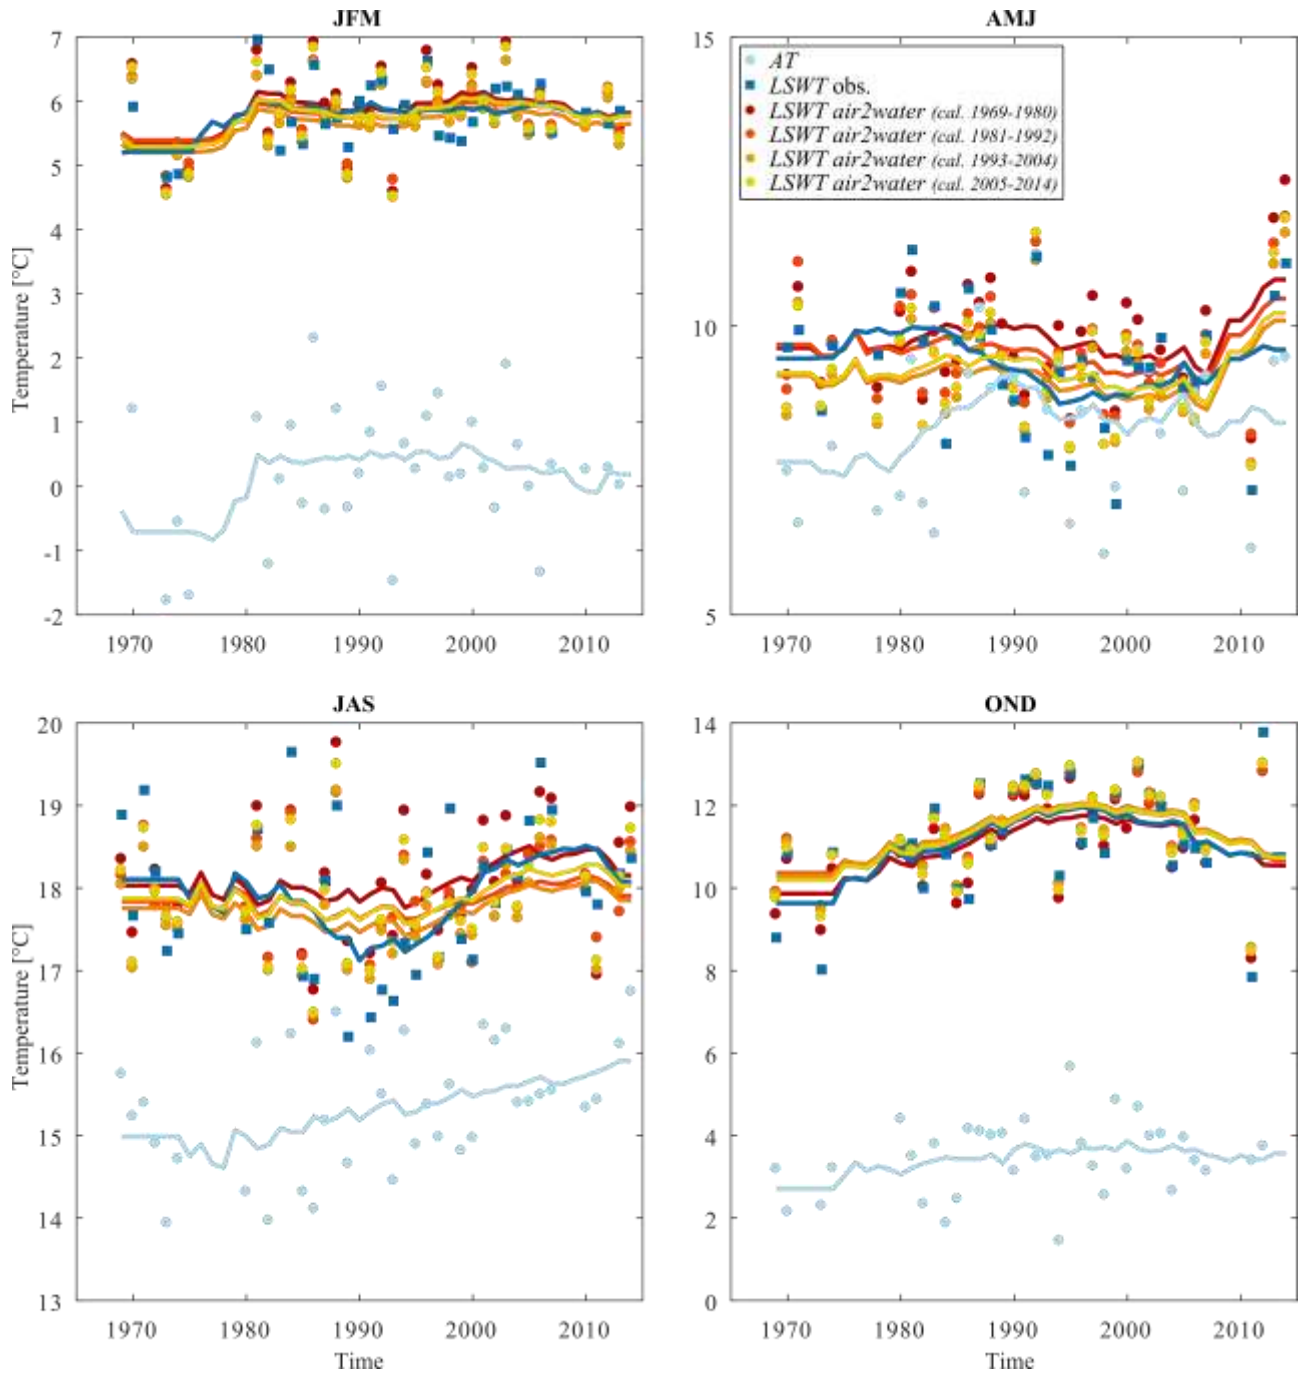 JFM
7
6
5
4
3
2
1
0
-1
-2
Temperature [°C]
1970 1980 1990 2000 2010
AMJ
15
10
5
AT
LSWT obs.
LSWT air2water (cal. 1969-1980)
LSWT air2water (cal. 1981-1992)
LSWT air2water (cal. 1993-2004)
LSWT air2water (cal. 2005-2014)
1970 1980 1990 2000 2010
JAS
20
19
18
17
16
15
14
13
Temperature [°C]
1970 1980 1990 2000 2010
Time
OND
14
12
10
8
6
4
2
0
1970 1980 1990 2000 2010
Time